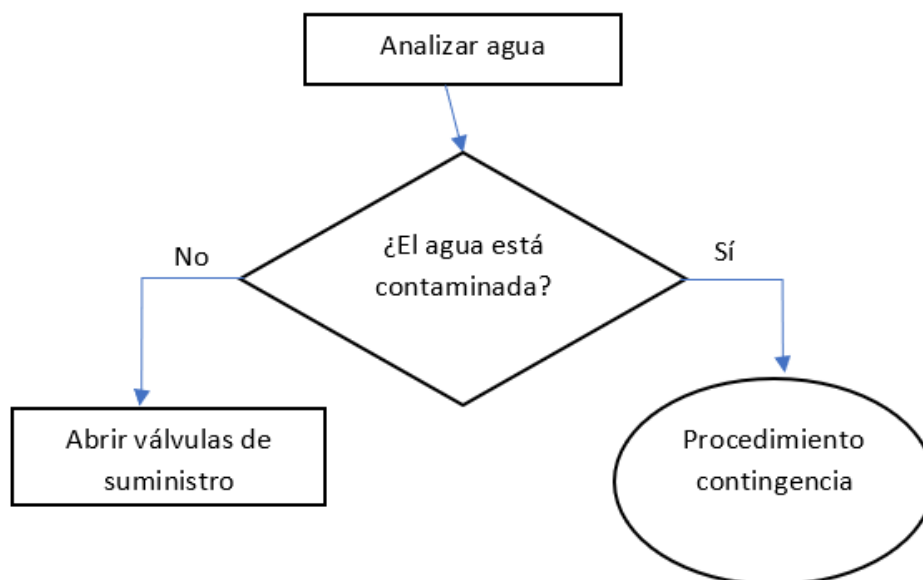 Analizar agua
¿El agua está
contaminada?
No
Sí
Abrir válvulas de
suministro
Procedimiento
contingencia